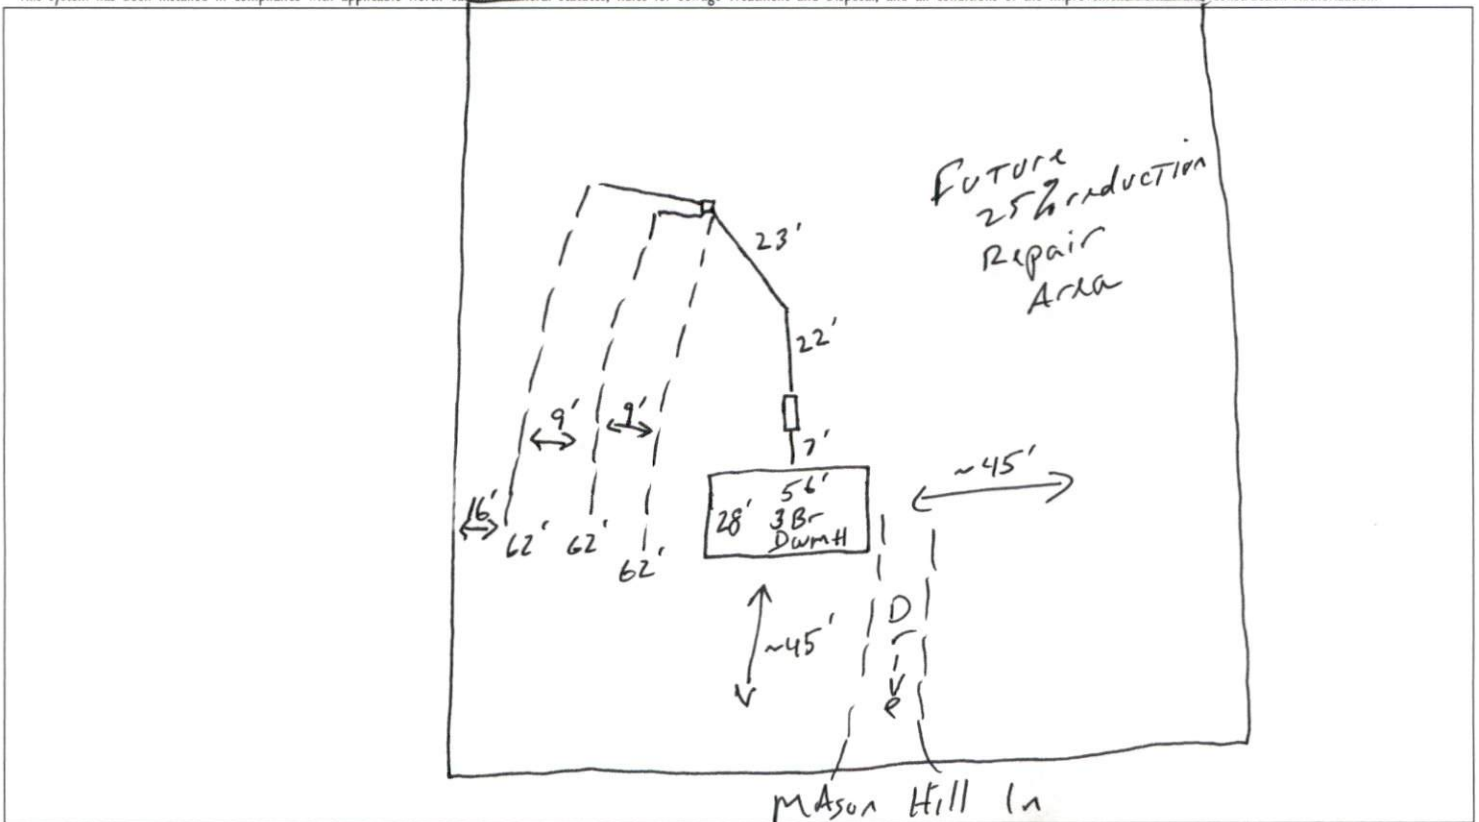 Future
25% reduction
Repair
Area
23'
22'
9'
9'
7'
56'
28' 3Br
DwmH
~45'
16'
62'
62'
62'
~45'
Drive
MAson Hill ln